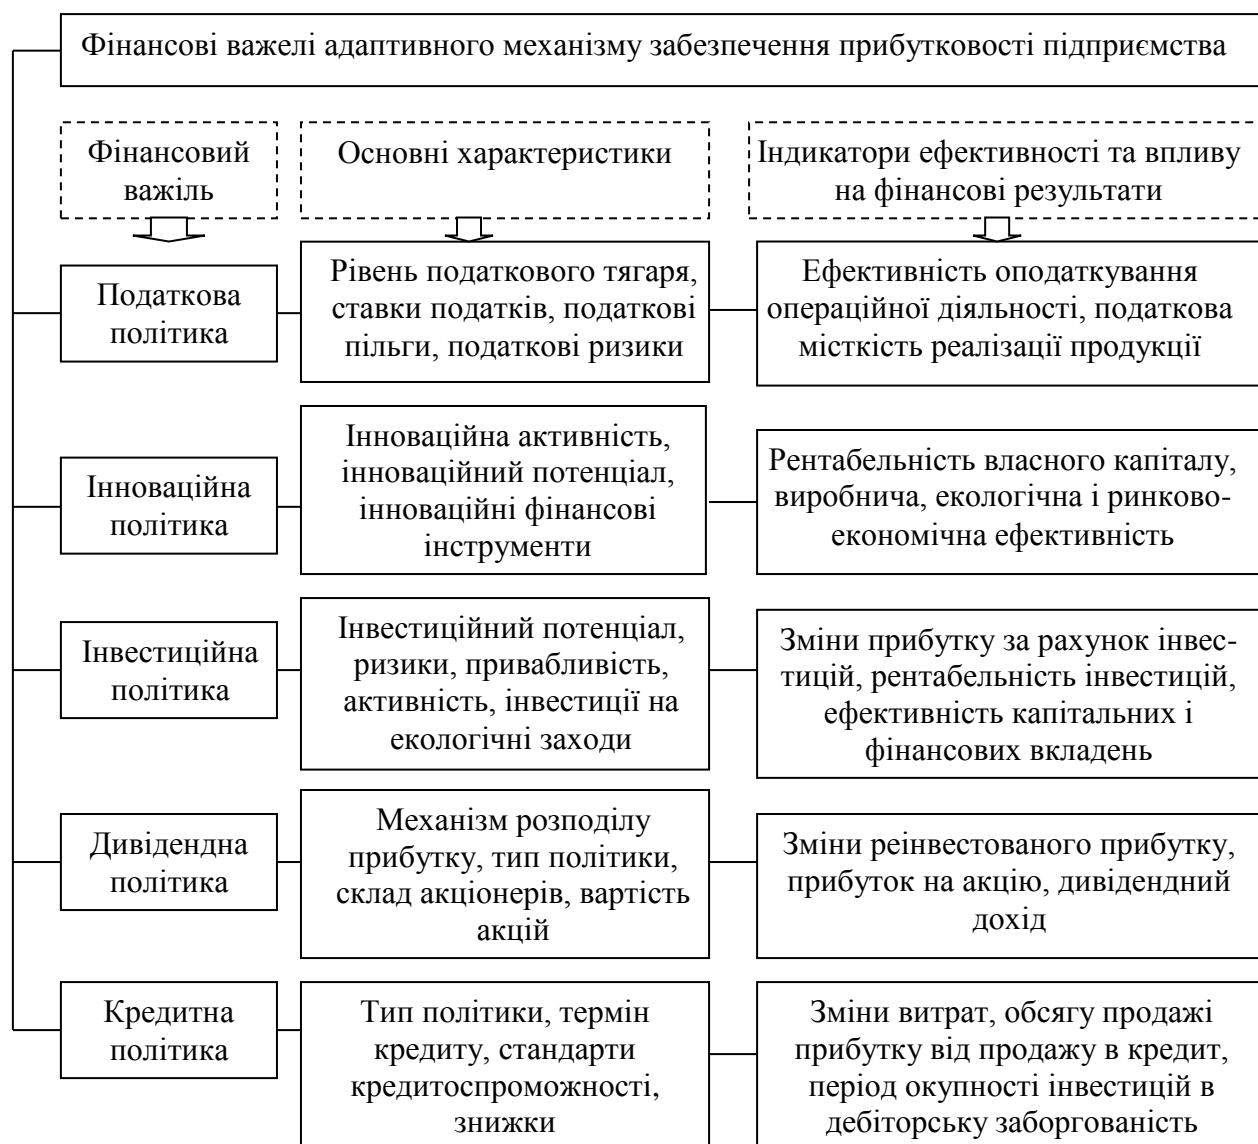 Фінансові важелі адаптивного механізму забезпечення прибутковості підприємства
Фінансовий
важіль
Основні характеристики
Індикатори ефективності та впливу
на фінансові результати
Податкова
політика
Рівень податкового тягаря,
ставки податків, податкові
пільги, податкові ризики
Ефективність оподаткування
операційної діяльності, податкова
місткість реалізації продукції
Інноваційна
політика
Інноваційна активність,
інноваційний потенціал,
інноваційні фінансові
інструменти
Рентабельність власного капіталу,
виробнича, екологічна і ринково-
економічна ефективність
Інвестиційна
політика
Інвестиційний потенціал,
ризики, привабливість,
активність, інвестиції на
екологічні заходи
Зміни прибутку за рахунок інвес-
тицій, рентабельність інвестицій,
ефективність капітальних і
фінансових вкладень
Дивідендна
політика
Механізм розподілу
прибутку, тип політики,
склад акціонерів, вартість
акцій
Зміни реінвестованого прибутку,
прибуток на акцію, дивідендний
дохід
Кредитна
політика
Тип політики, термін
кредиту, стандарти
кредитоспроможності,
знижки
Зміни витрат, обсягу продажі
прибутку від продажу в кредит,
період окупності інвестицій в
дебіторську заборгованість